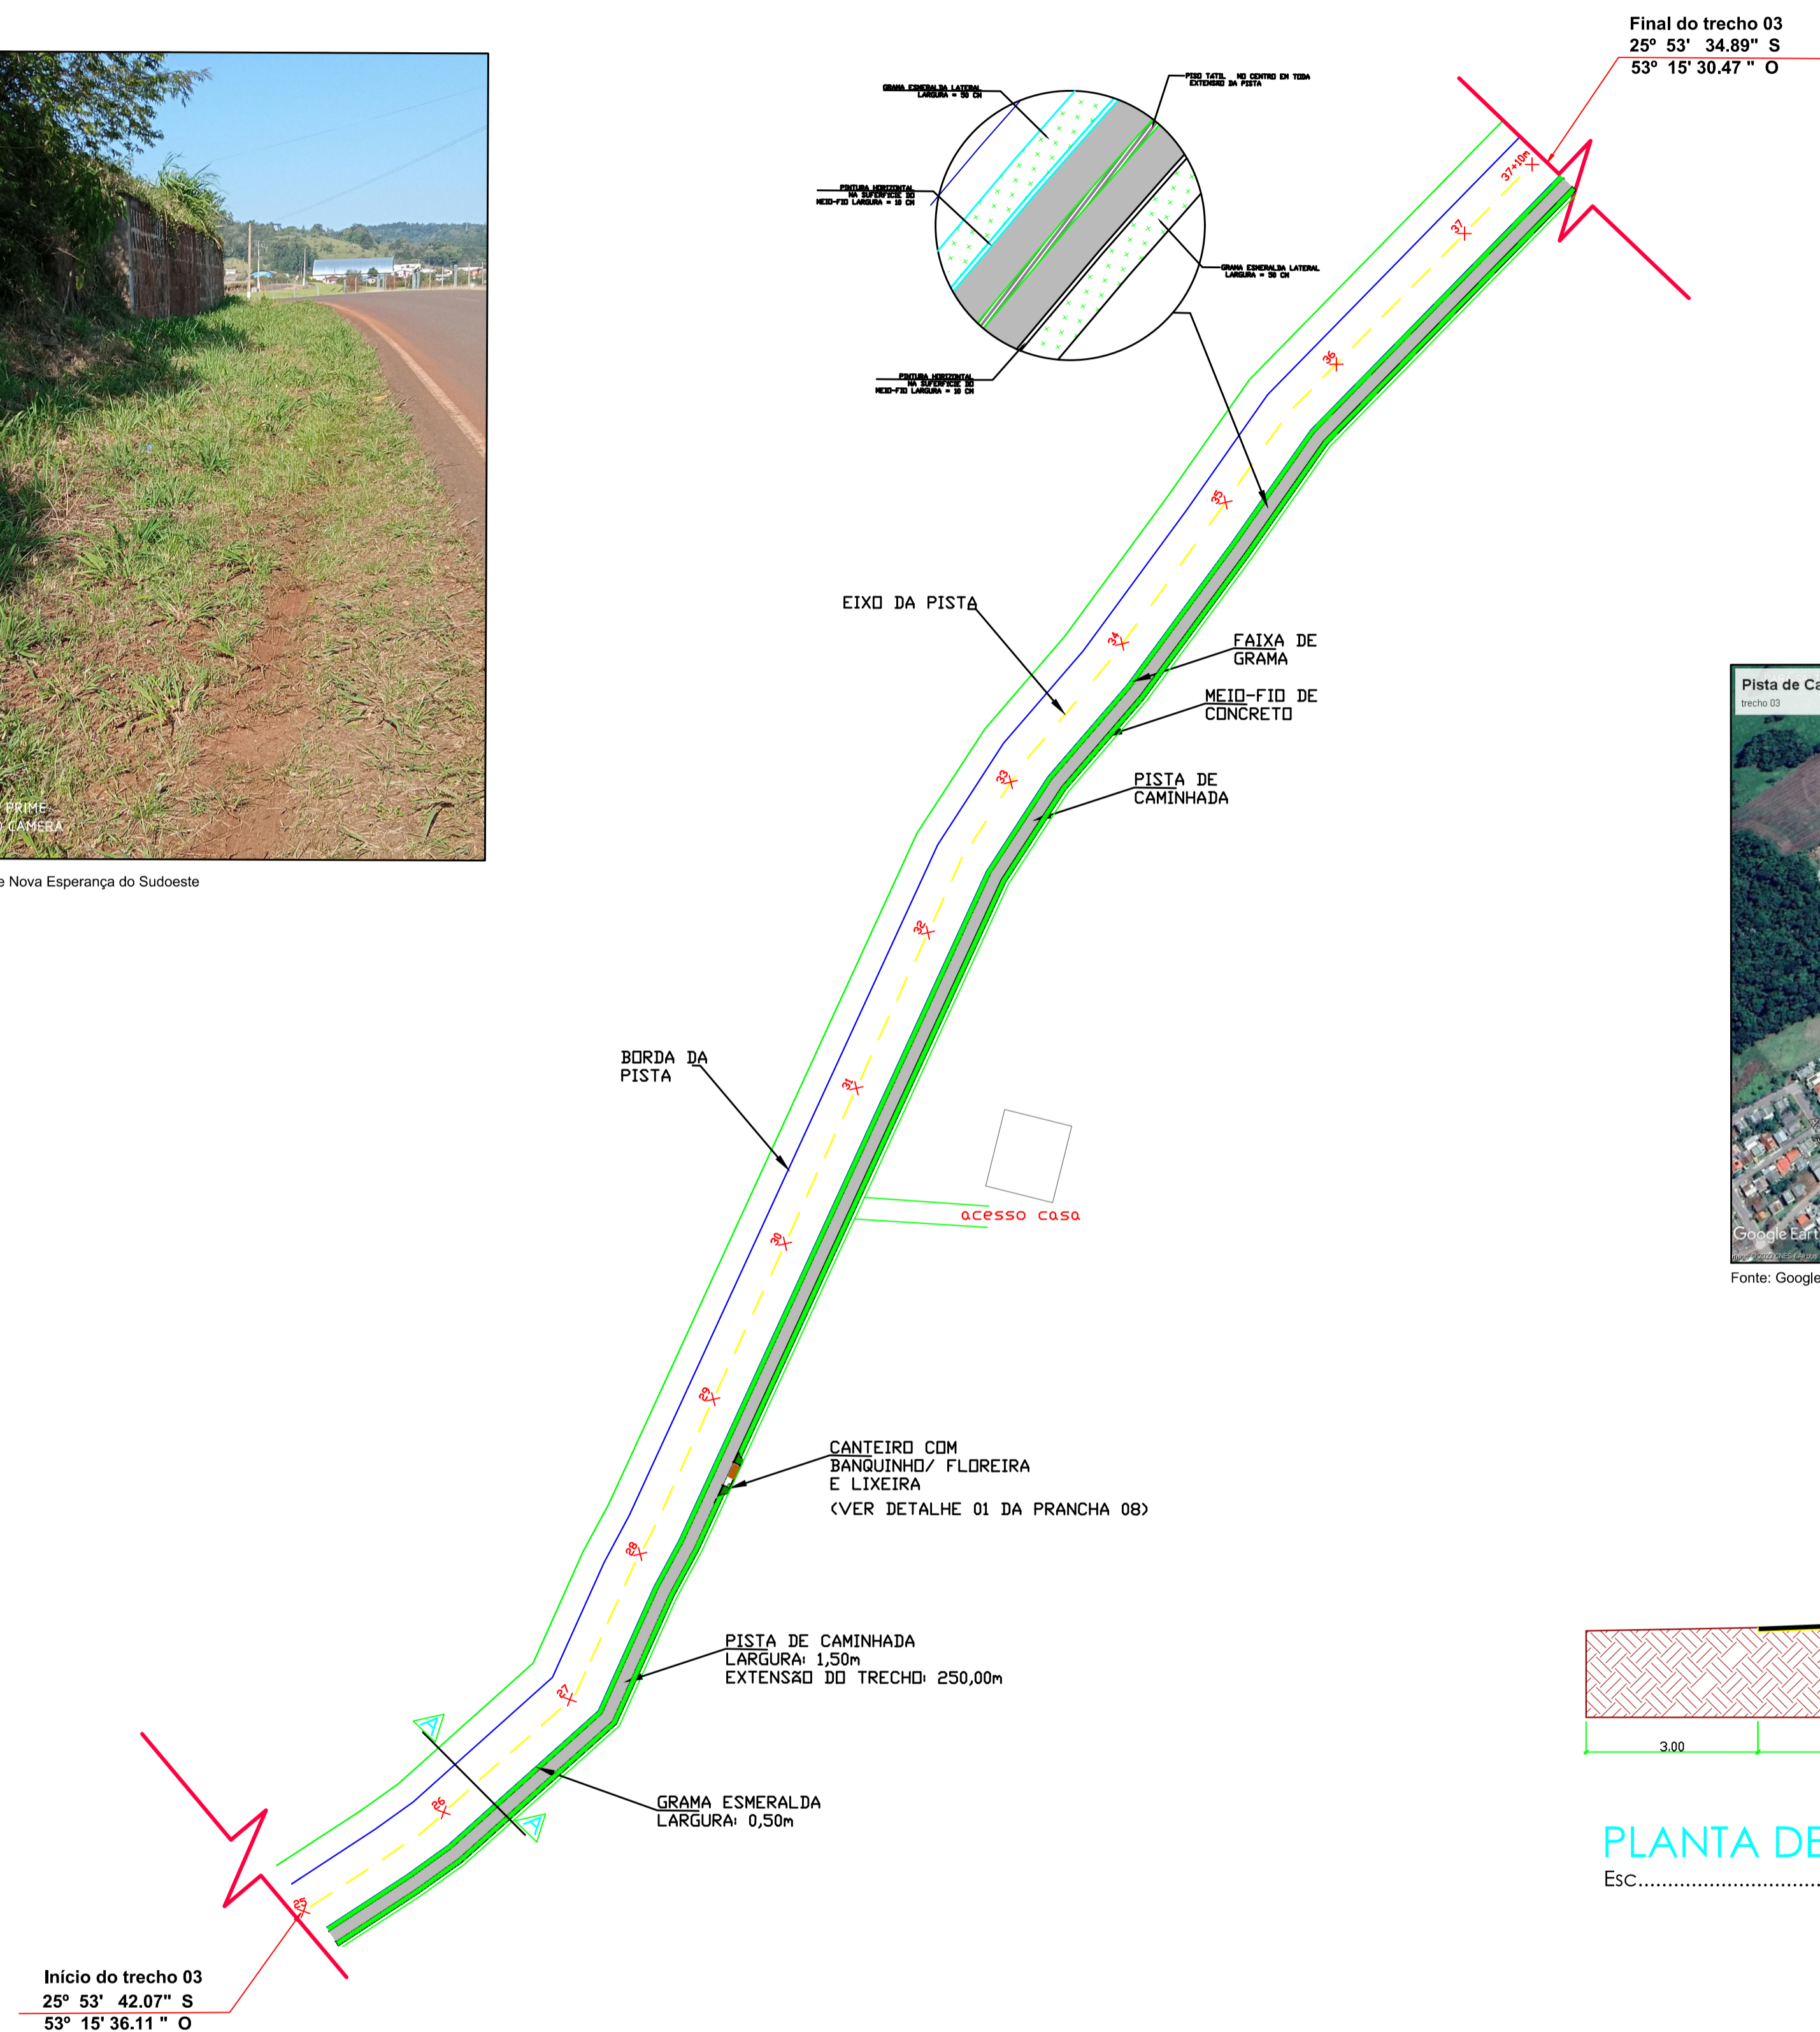 Final do trecho 03
25º 53' 34.89" S
53º 15' 30.47 " O
GRAMA ESMERALDA LATERAL
LARGURA = 50 CM
PISO TÁTIL NO CENTRO EM TODA
EXTENSÃO DA PISTA
PINTURA HORIZONTAL
NA SUPERFICIE DO
MEIO-FIO LARGURA = 10 CM
GRAMA ESMERALDA LATERAL
LARGURA = 50 CM
PINTURA HORIZONTAL
NA SUPERFICIE DO
MEIO-FIO LARGURA = 10 CM
37+10m
37
36
35
EIXO DA PISTA
34
FAIXA DE
GRAMA
MEIO-FIO DE
CONCRETO
PISTA DE
CAMINHADA
33
32
PRIME
CAMERA
e Nova Esperança do Sudoeste
Pista de Ca
trecho 03
Google Eart
Fonte: Google
BORDA DA
PISTA
31
acesso casa
30
29
CANTEIRO COM
BANQUINHO/ FLOREIRA
E LIXEIRA
(VER DETALHE 01 DA PRANCHA 08)
28
PISTA DE CAMINHADA
LARGURA: 1,50m
EXTENSÃO DO TRECHO: 250,00m
27
A
26
A
GRAMA ESMERALDA
LARGURA: 0,50m
25
3.00
PLANTA DE
Esc..............................
Início do trecho 03
25º 53' 42.07" S
53º 15' 36.11 " O